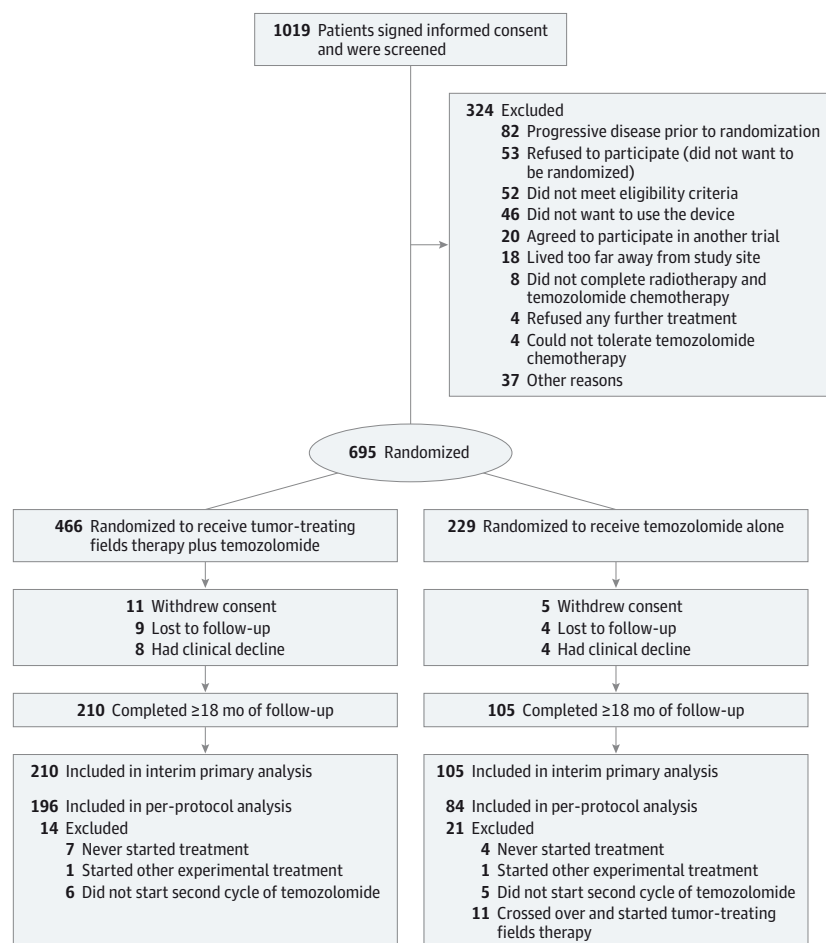 1019 Patients signed informed consent
and were screened
324 Excluded
82 Progressive disease prior to randomization
53 Refused to participate (did not want to
be randomized)
52 Did not meet eligibility criteria
46 Did not want to use the device
20 Agreed to participate in another trial
18 Lived too far away from study site
8 Did not complete radiotherapy and
temozolomide chemotherapy
4 Refused any further treatment
4 Could not tolerate temozolomide
chemotherapy
37 Other reasons
695 Randomized
466 Randomized to receive tumor-treating
fields therapy plus temozolomide
229 Randomized to receive temozolomide alone
11 Withdrew consent
9 Lost to follow-up
8 Had clinical decline
5 Withdrew consent
4 Lost to follow-up
4 Had clinical decline
210 Completed ≥18 mo of follow-up
105 Completed ≥18 mo of follow-up
210 Included in interim primary analysis
196 Included in per-protocol analysis
14 Excluded
7 Never started treatment
1 Started other experimental treatment
6 Did not start second cycle of temozolomide
105 Included in interim primary analysis
84 Included in per-protocol analysis
21 Excluded
4 Never started treatment
1 Started other experimental treatment
5 Did not start second cycle of temozolomide
11 Crossed over and started tumor-treating
fields therapy